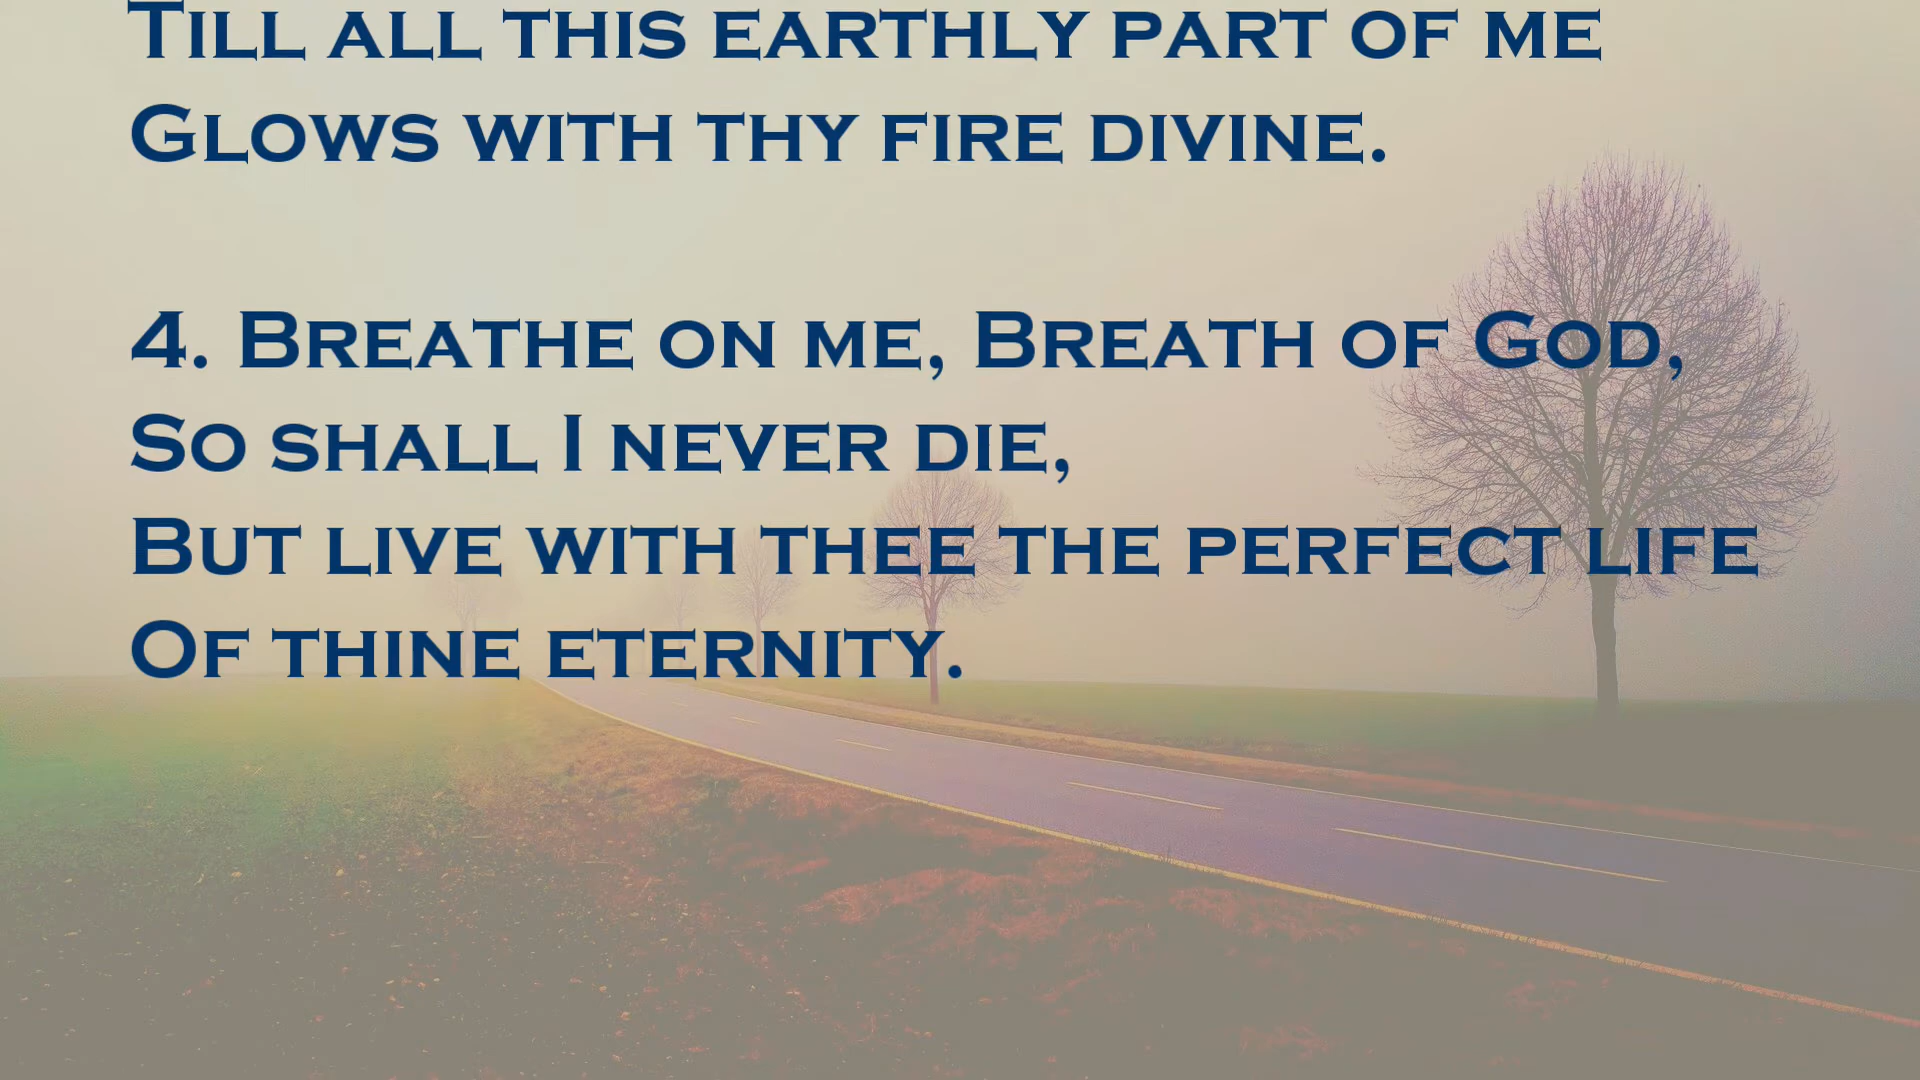 Till all this earthly part of me
Glows with thy fire divine.
4. Breathe on me, Breath of God,
So shall I never die,
But live with thee the perfect life
Of thine eternity.